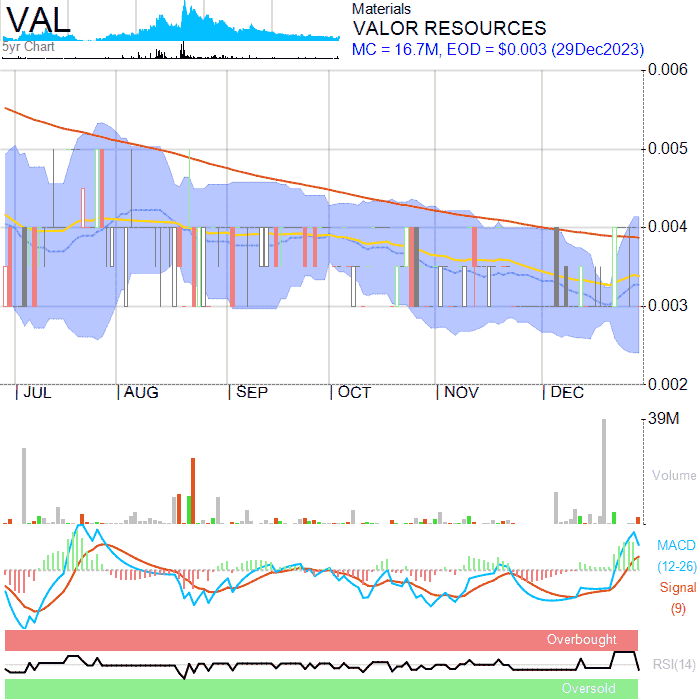 VAL
5yr Chart
Materials
VALOR RESOURCES
MC = 16.7M, EOD = $0.003 (29Dec2023)
0.006
0.005
0.004
0.003
0.002
JUL AUG SEP OCT NOV DEC
39M
Volume
MACD
(12-26)
Signal
(9)
Overbought
RSI(14)
Oversold